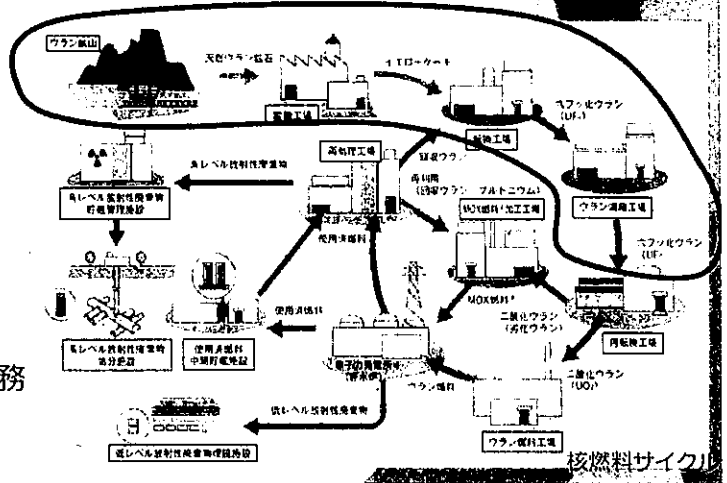 ウラン鉱山
天然ウラン鉱石
イエローケーキ
製錬工場
転換工場
六フッ化ウラン
(UF₆)
ウラン濃縮工場
再処理工場
回収ウラン
高レベル放射性廃棄物
高レベル放射性廃棄物
貯蔵管理施設
プルトニウム)
MOX燃料*加工工場
使用済燃料
六フッ化ウラン
(UF₆)
MOX燃料*
再転換工場
二酸化ウラン
(劣化ウラン)
高レベル放射性廃棄物
処分施設
使用済燃料
中間貯蔵施設
使用済燃料
原子力発電所
(軽水炉)
ウラン燃料
二酸化ウラン
(UO₂)
ウラン燃料工場
務
低レベル放射性廃棄物
低レベル放射性廃棄物埋設施設
核燃料サイクル